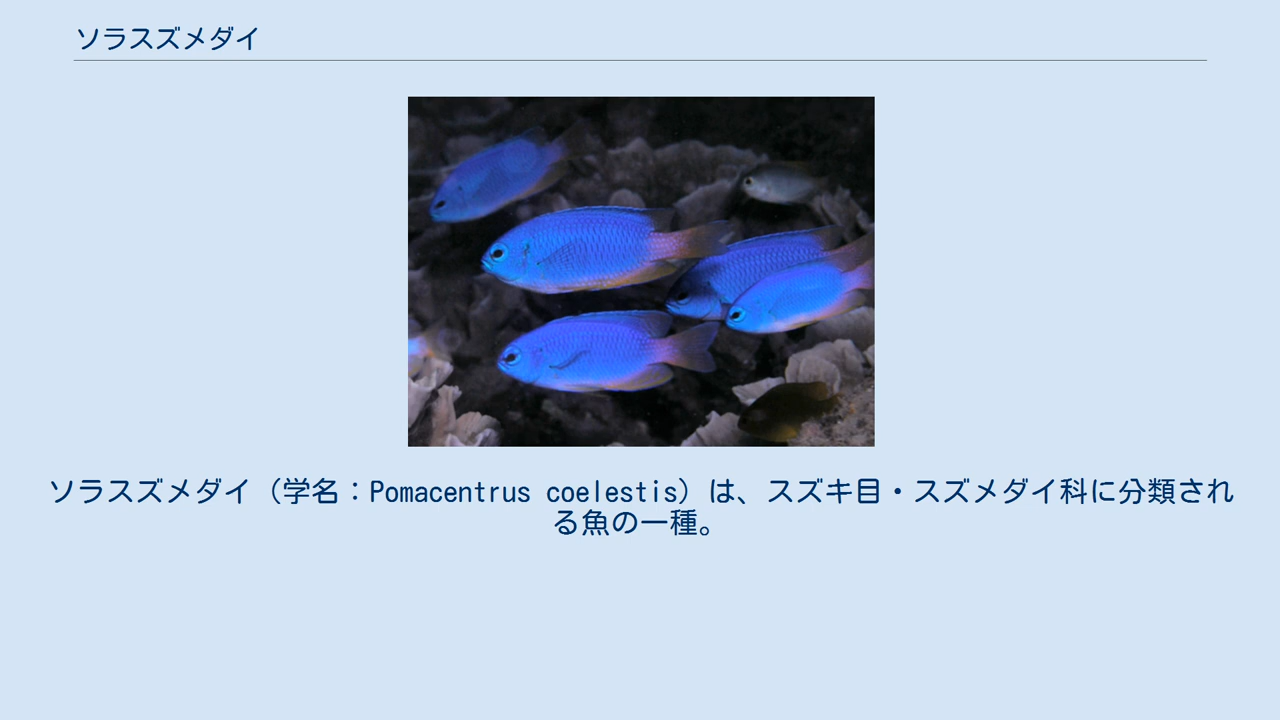 ソラスズメダイ
ソラスズメダイ（学名：Pomacentrus coelestis）は、スズキ目・スズメダイ科に分類され
る魚の一種。